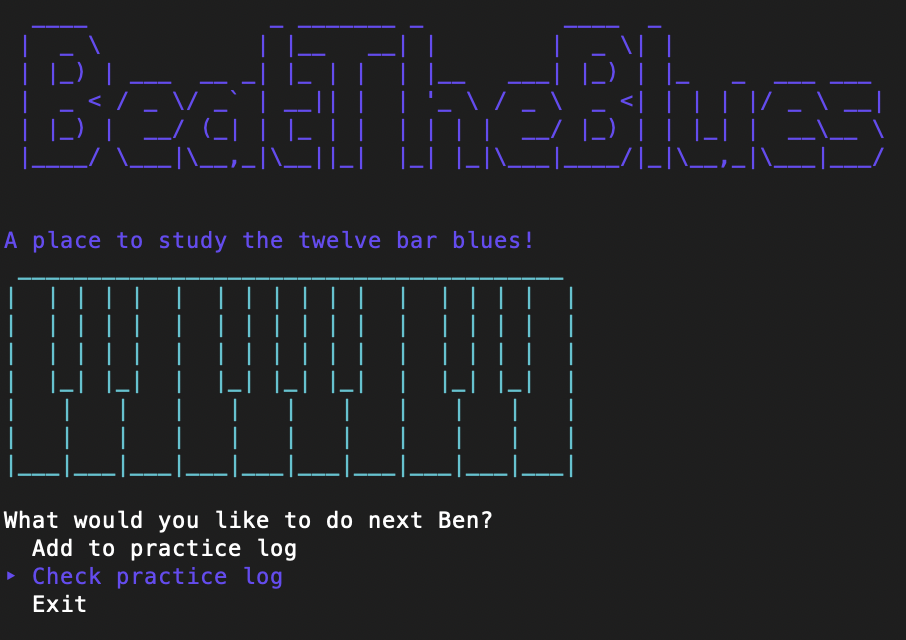 BeatTheBlues
A place to study the twelve bar blues!
What would you like to do next Ben?
Add to practice log
‣ Check practice log
Exit